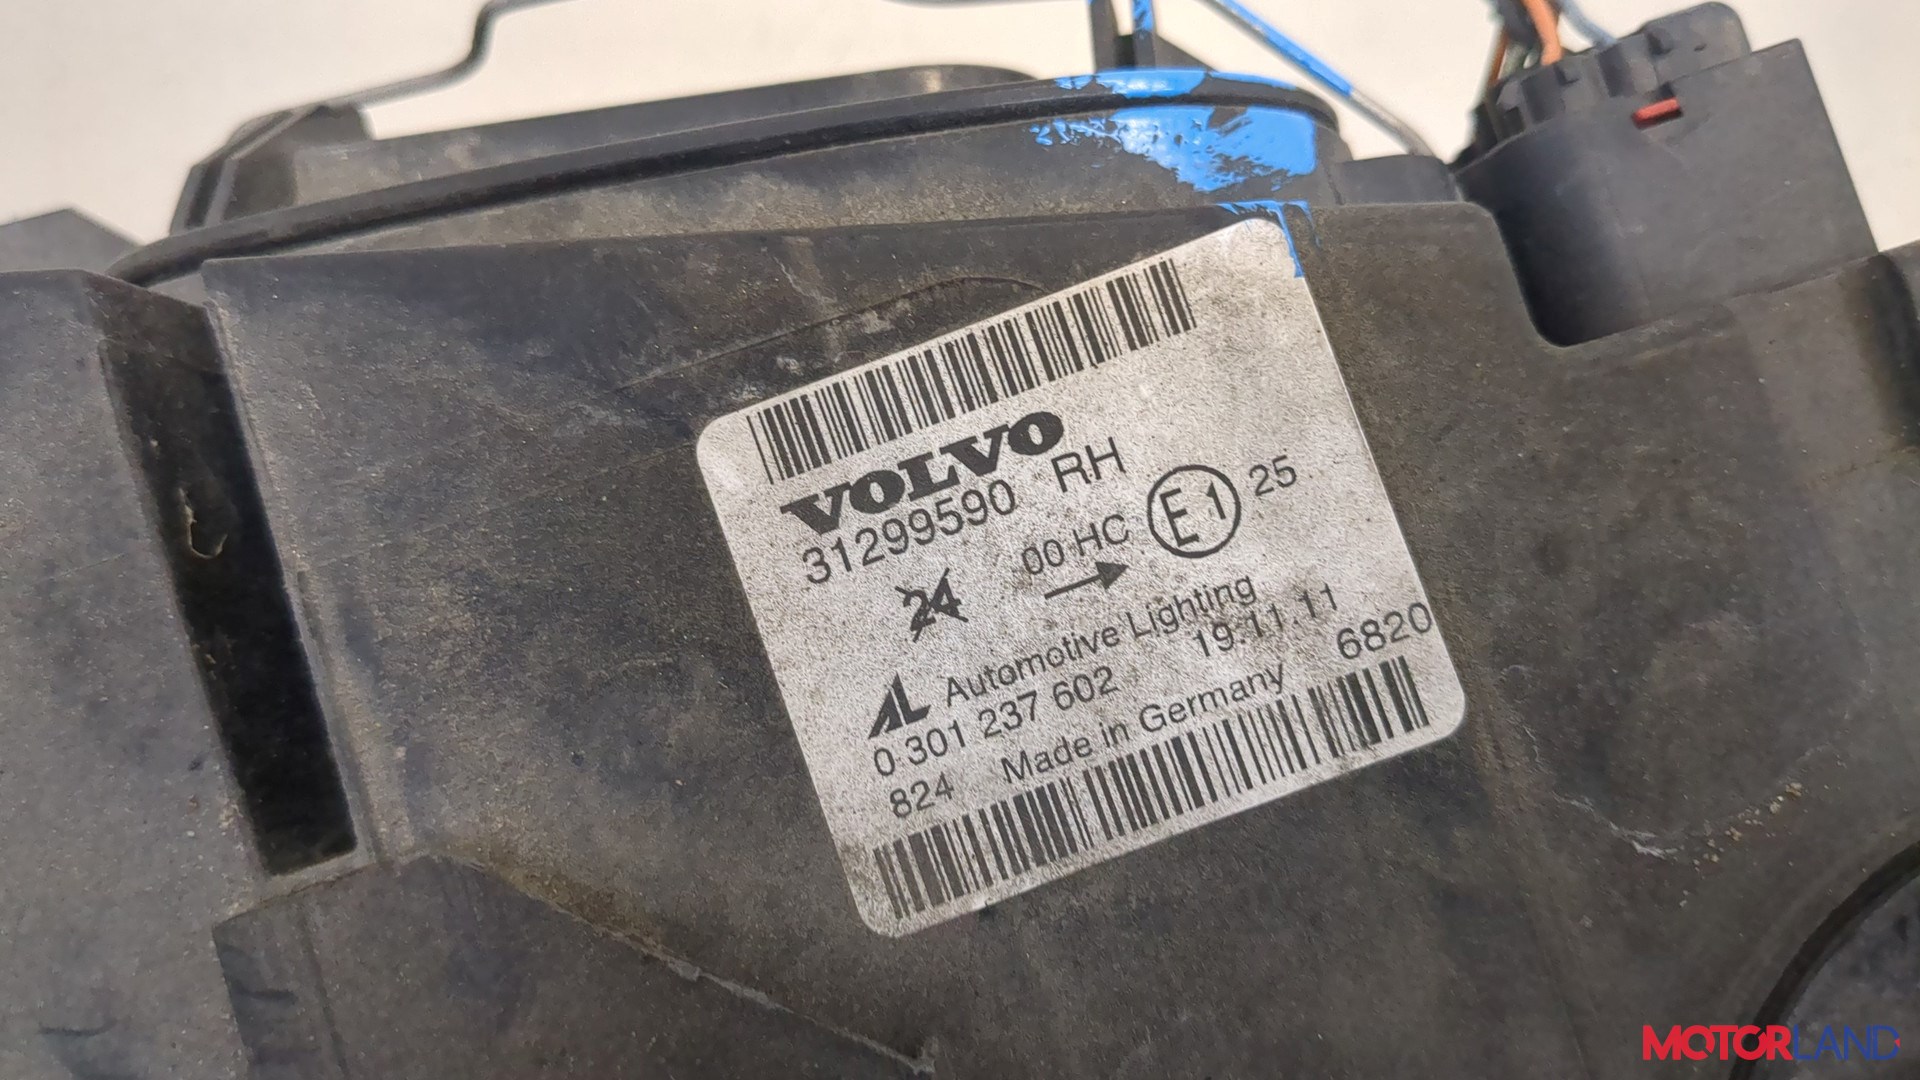 VOLVO
31299590 RH
24 00 HC E1 25
AL Automotive Lighting
0 301 237 602 19.11.11
824 Made in Germany 6820
MOTORLAND